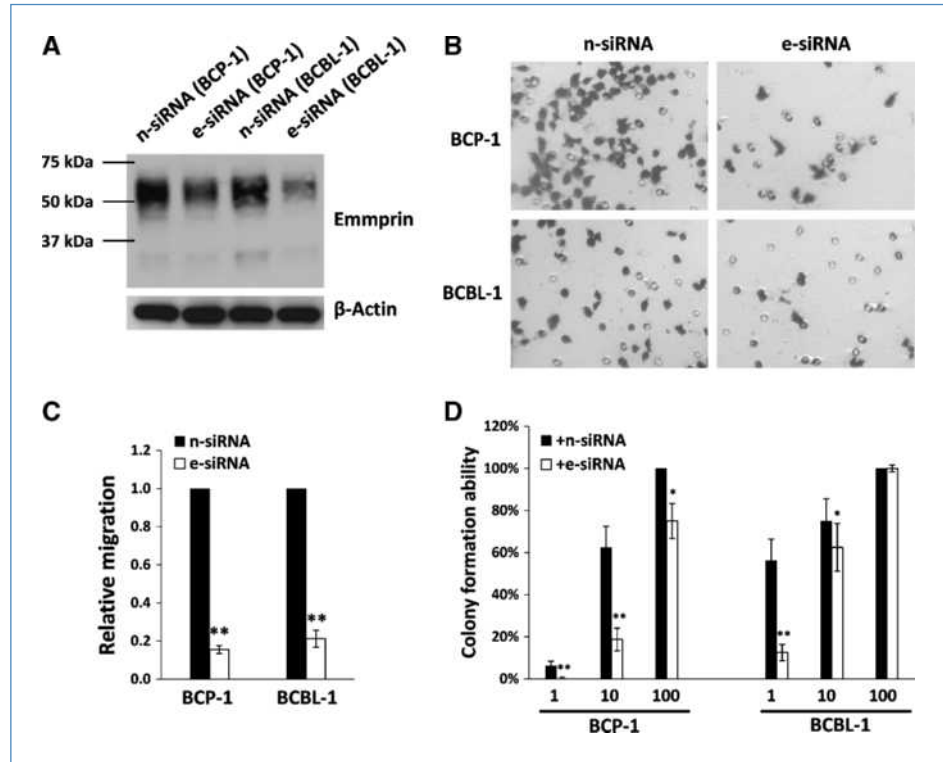 A
n-siRNA (BCP-1)
e-siRNA (BCP-1)
n-siRNA (BCBL-1)
e-siRNA (BCBL-1)
75 kDa
50 kDa
37 kDa
Emmprin
β-Actin
B
n-siRNA
e-siRNA
BCP-1
BCBL-1
C
n-siRNA
e-siRNA
Relative migration
1.2
1.0
0.8
0.6
0.4
0.2
0.0
**
**
BCP-1
BCBL-1
D
+n-siRNA
+e-siRNA
Colony formation ability
120%
100%
80%
60%
40%
20%
0%
**
**
*
**
*
1
10
100
1
10
100
BCP-1
BCBL-1